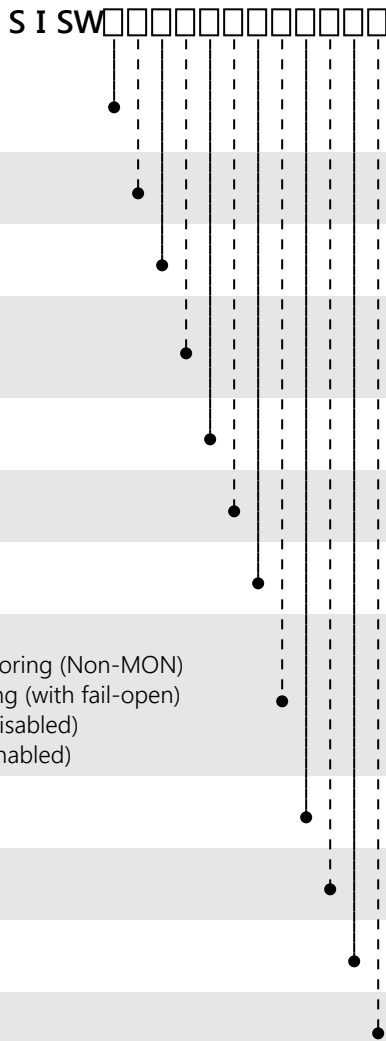 S I SW□□□□□□□□□□□□
oring (Non-MON)
ng (with fail-open)
isabled)
nabled)